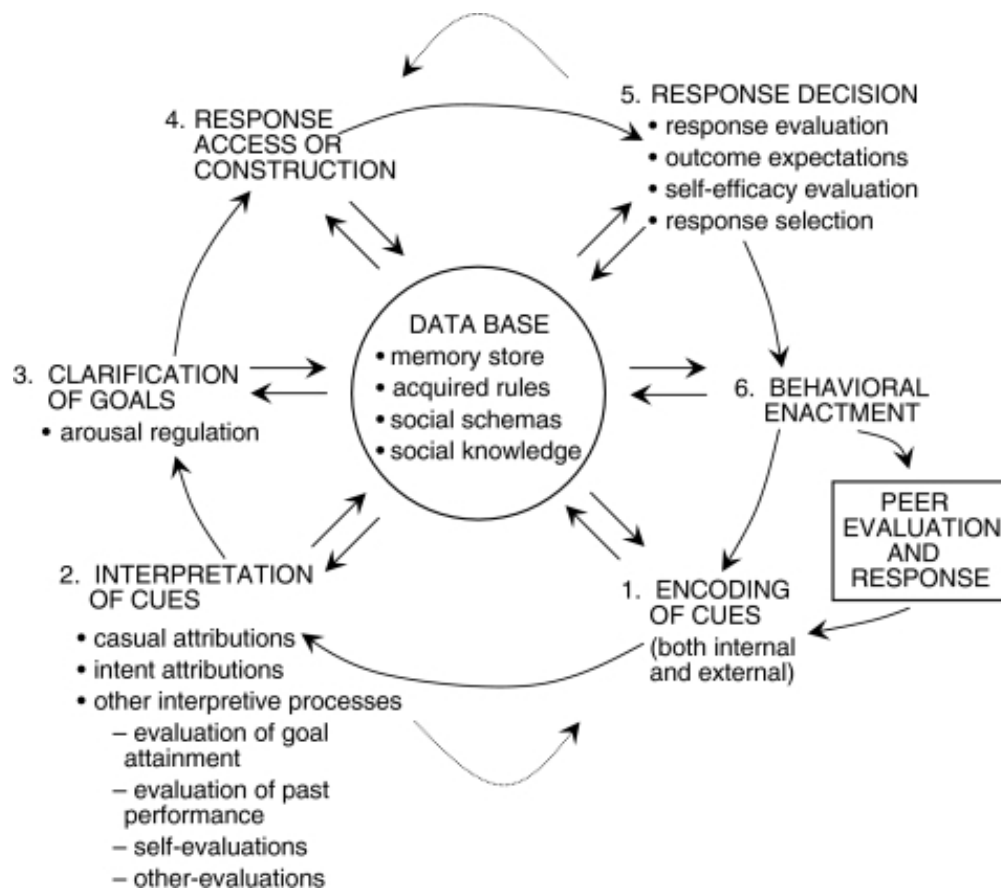 4. RESPONSE
ACCESS OR
CONSTRUCTION
5. RESPONSE DECISION
• response evaluation
• outcome expectations
• self-efficacy evaluation
• response selection
DATA BASE
• memory store
• acquired rules
• social schemas
• social knowledge
3. CLARIFICATION
OF GOALS
• arousal regulation
6. BEHAVIORAL
ENACTMENT
PEER
EVALUATION
AND
RESPONSE
2. INTERPRETATION
OF CUES
• casual attributions
• intent attributions
• other interpretive processes
– evaluation of goal
attainment
– evaluation of past
performance
– self-evaluations
– other-evaluations
1. ENCODING
OF CUES
(both internal
and external)